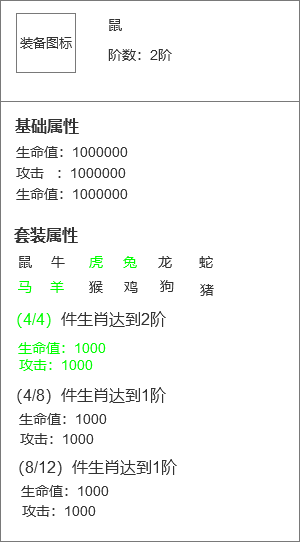 装备图标
鼠
阶数：2阶
基础属性
生命值：1000000
攻击　：1000000
生命值：1000000
套装属性
鼠 牛 虎 兔 龙 蛇
马 羊 猴 鸡 狗 猪
（4/4）件生肖达到2阶
生命值：1000
攻击：1000
（4/8）件生肖达到1阶
生命值：1000
攻击：1000
（8/12）件生肖达到1阶
生命值：1000
攻击：1000